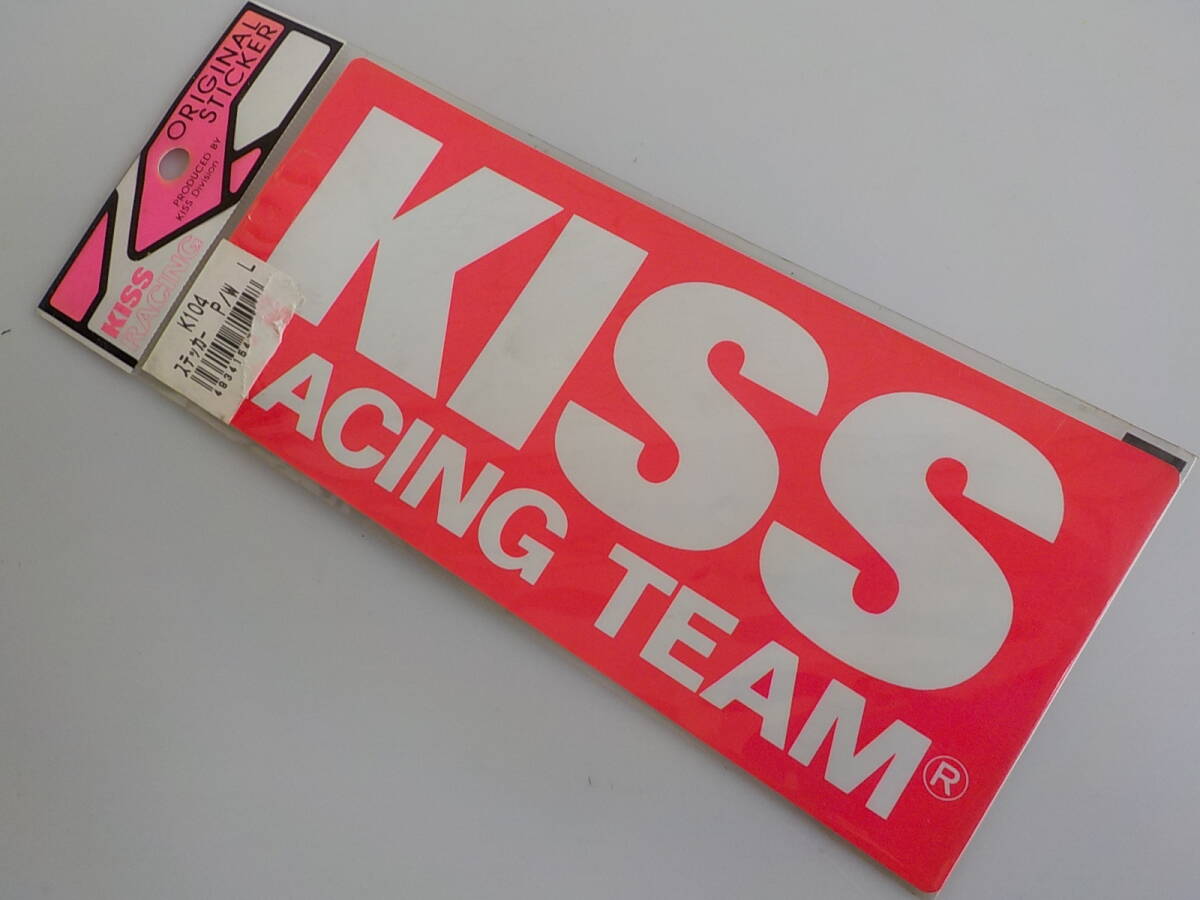 ORIGINAL
STICKER
PRODUCED BY
KISS Division
KISS
RACING
K104
ステッカー P/W L
KISS
ACING TEAM®